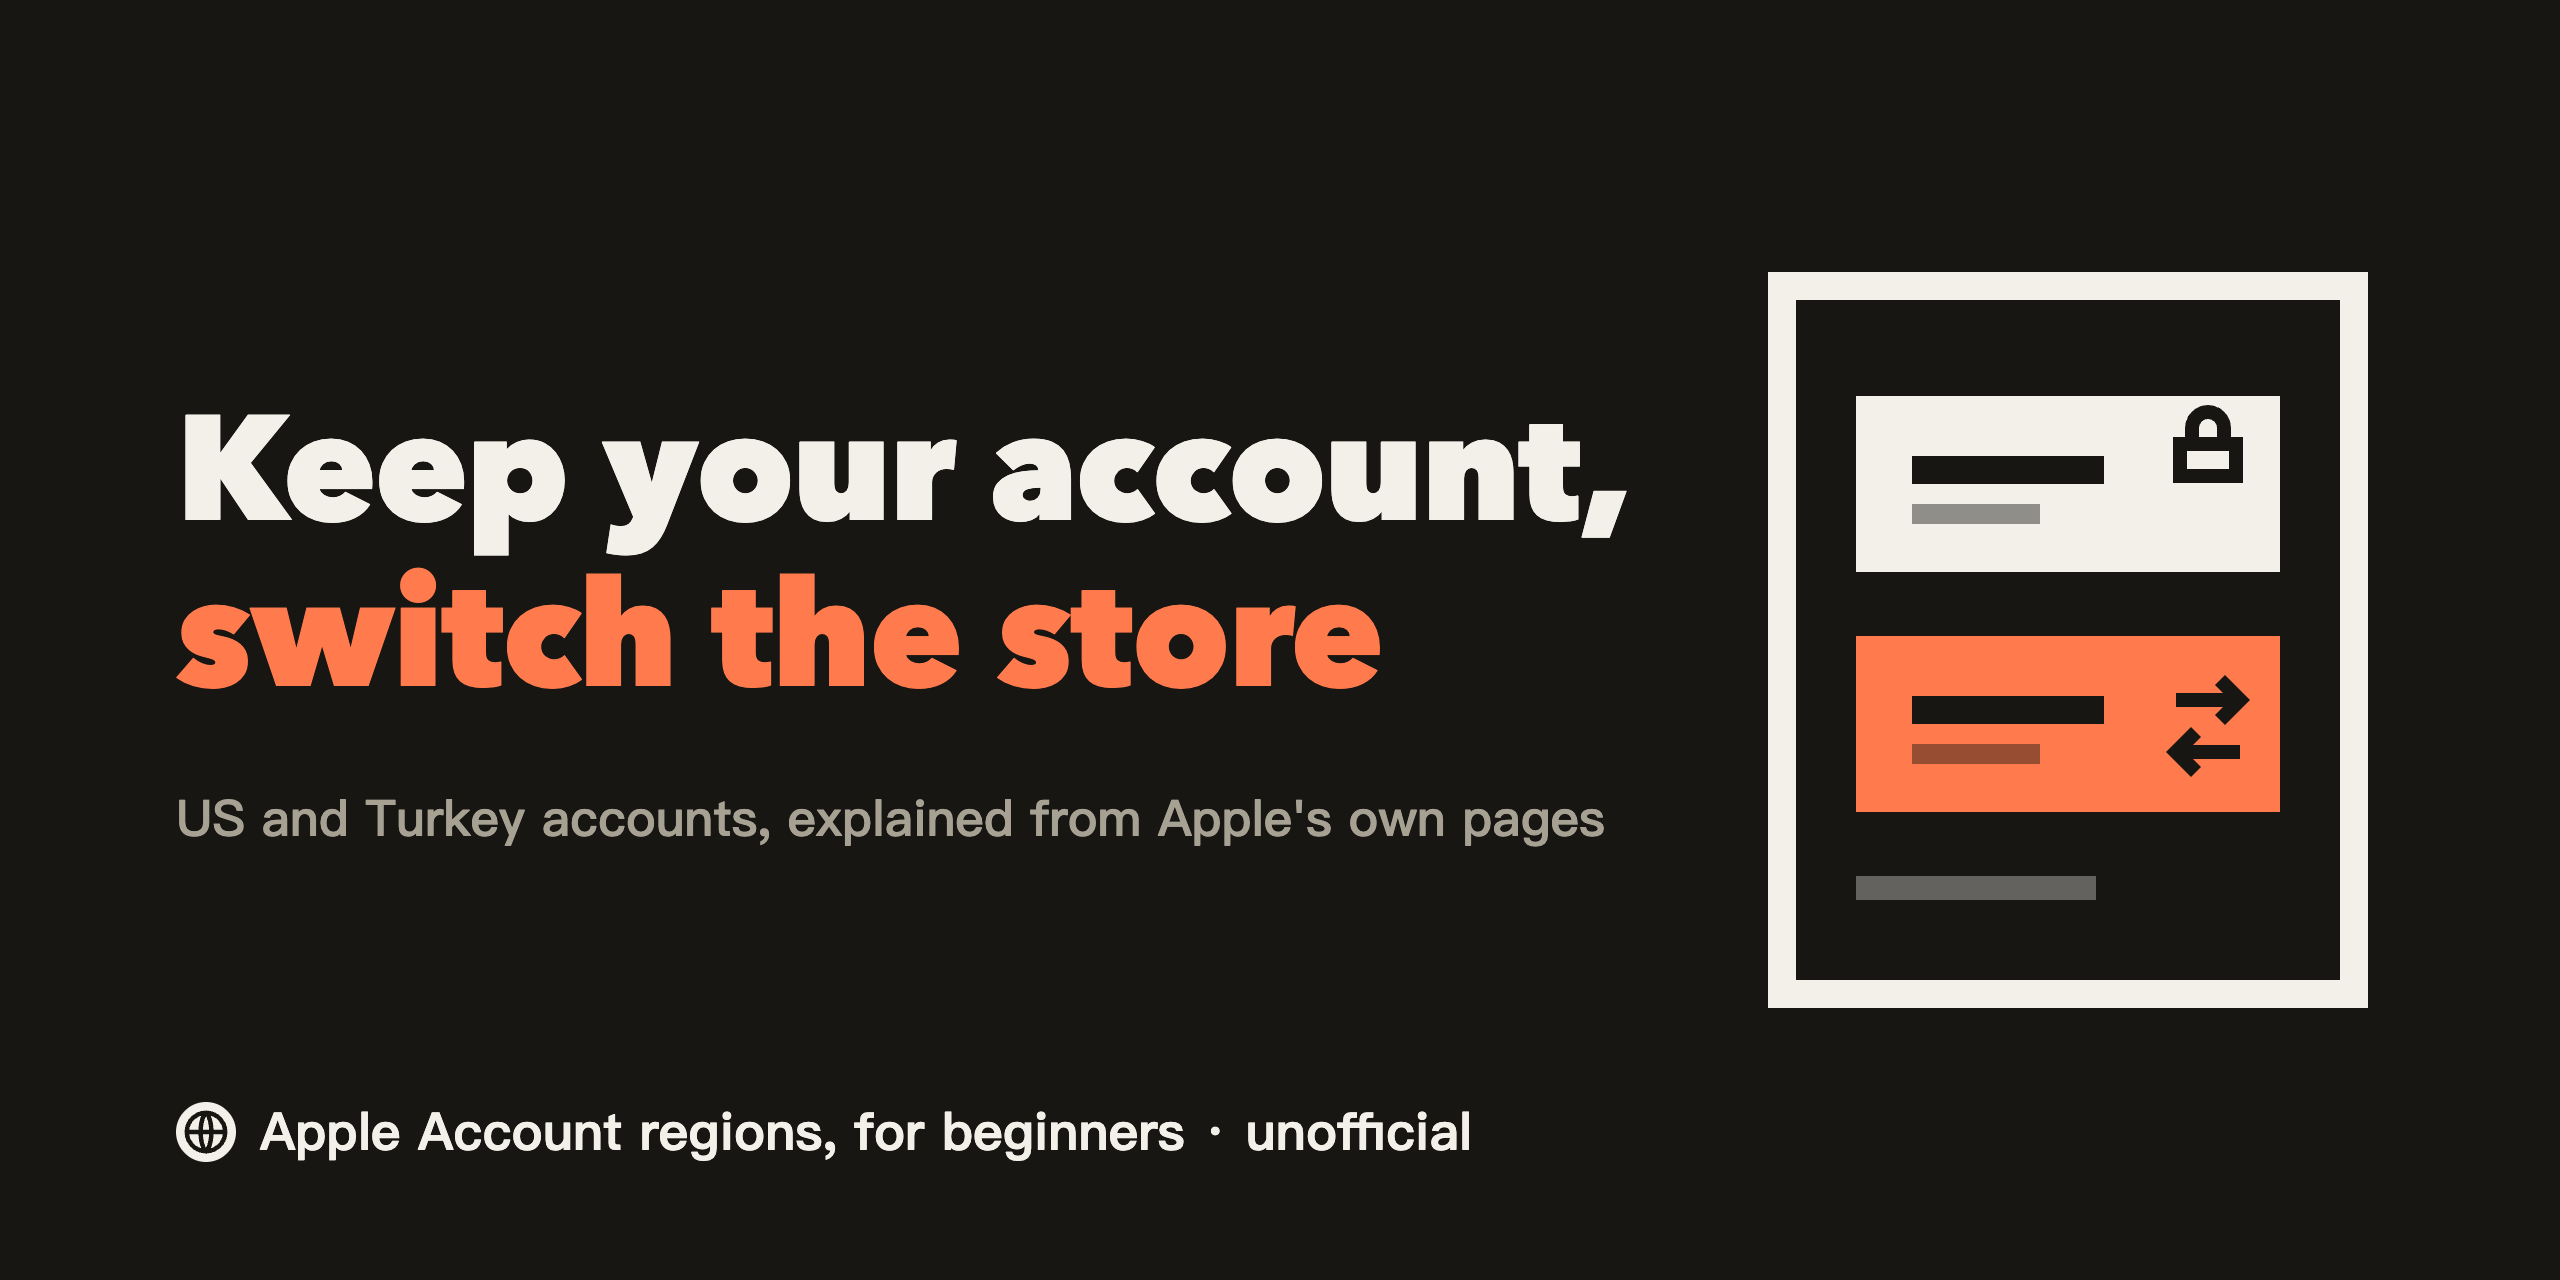 Keep your account,
switch the store
US and Turkey accounts, explained from Apple's own pages
Apple Account regions, for beginners · unofficial